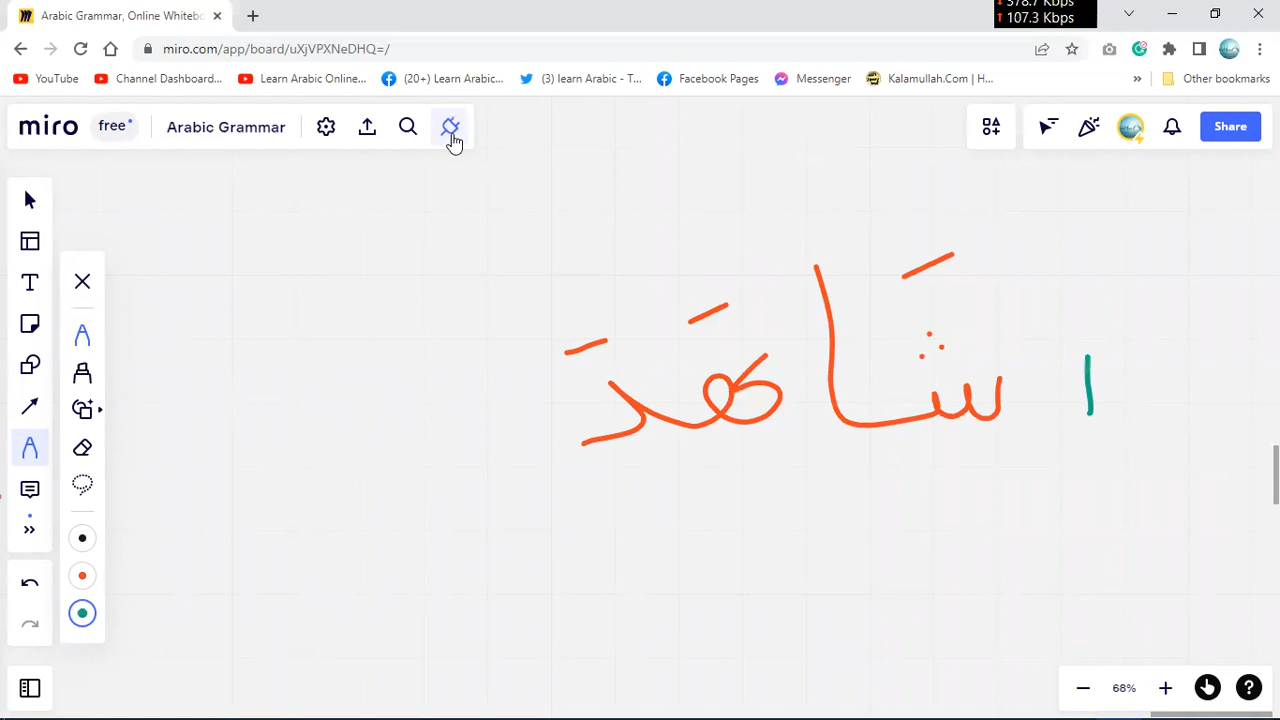 Arabic Grammar, Online Whitebo
378.7 Kbps
107.3 Kbps
miro.com/app/board/uXjVPXNeDHQ=/
YouTube Channel Dashboard... Learn Arabic Online... (20+) Learn Arabic... (3) learn Arabic - T... Facebook Pages Messenger Kalamullah.Com | H... » Other bookmarks
miro free Arabic Grammar Share
ا شَاهَدَ
68%